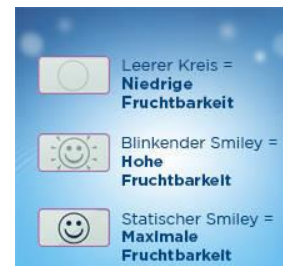 Leerer Kreis =
Niedrige
Fruchtbarkeit
Blinkender Smiley =
Hohe
Fruchtbarkeit
Statischer Smiley =
Maximale
Fruchtbarkeit